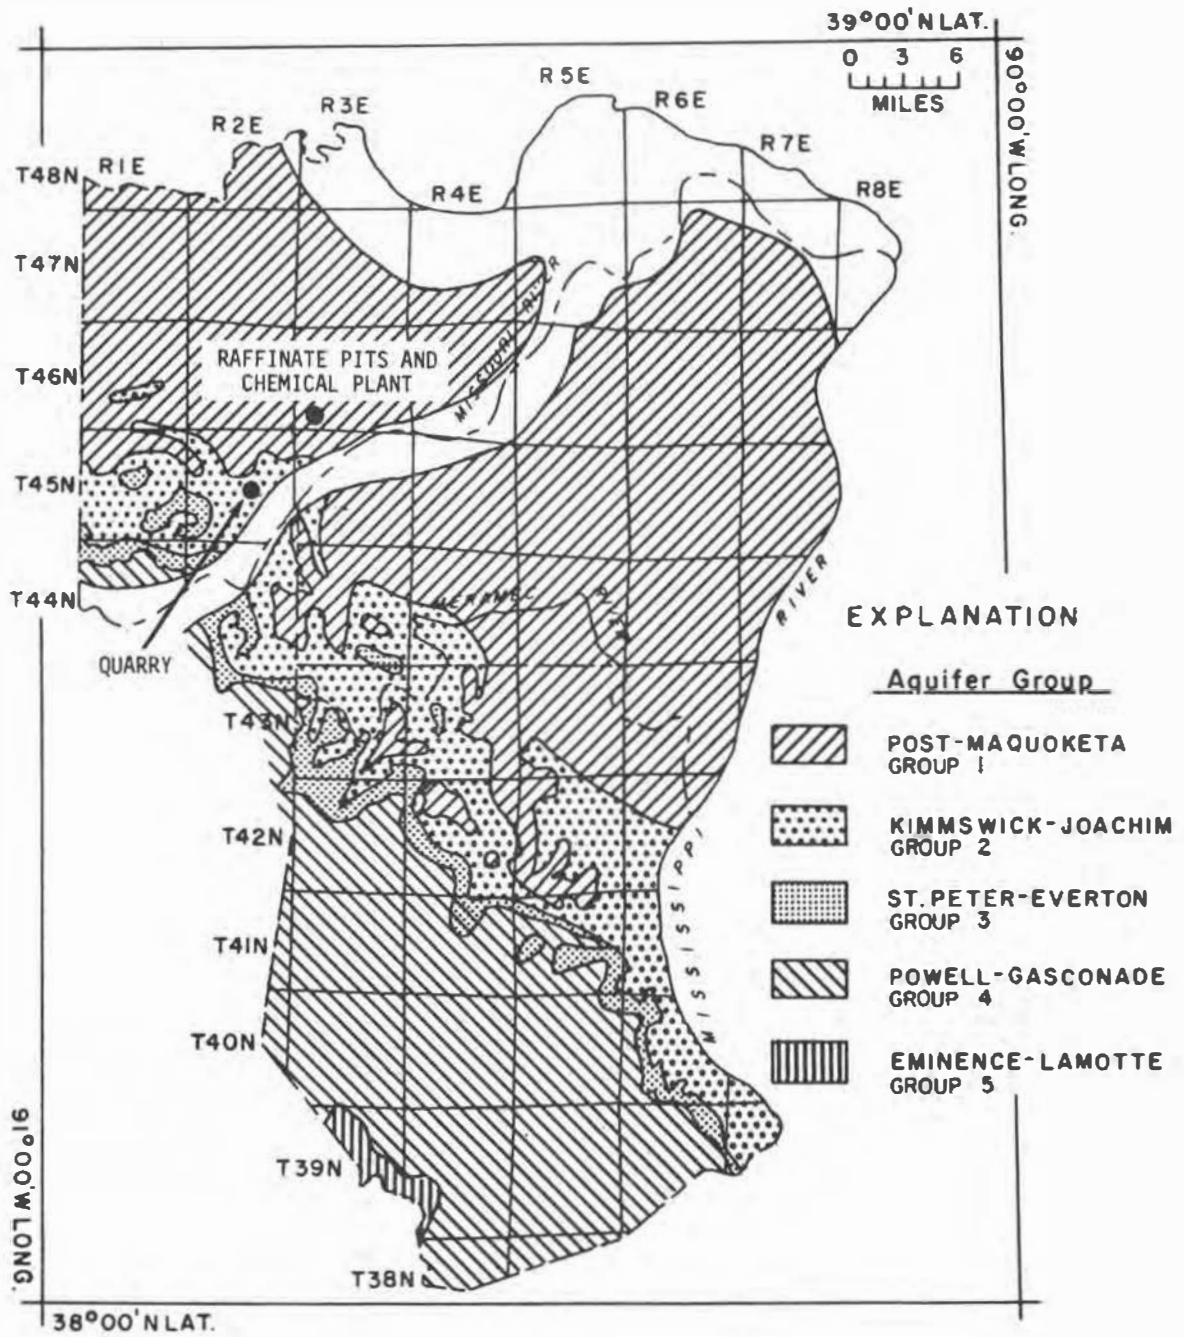 39°00'N LAT.
0 3 6
MILES
90°00'W LONG.
R5E
R6E
R3E
R2E
R7E
R1E
T48N
R4E
R8E
T47N
MISSOURI RIVER
RAFFINATE PITS AND
CHEMICAL PLANT
T46N
T45N
T44N
MERAMEC RIVER
RIVER
EXPLANATION
QUARRY
Aquifer Group
T43N
POST-MAQUOKETA
GROUP 1
T42N
KIMMSWICK-JOACHIM
GROUP 2
MISSISSIPPI
ST. PETER-EVERTON
GROUP 3
T41N
POWELL-GASCONADE
GROUP 4
T40N
EMINENCE-LAMOTTE
GROUP 5
T39N
91°00'W LONG.
T38N
38°00'N LAT.